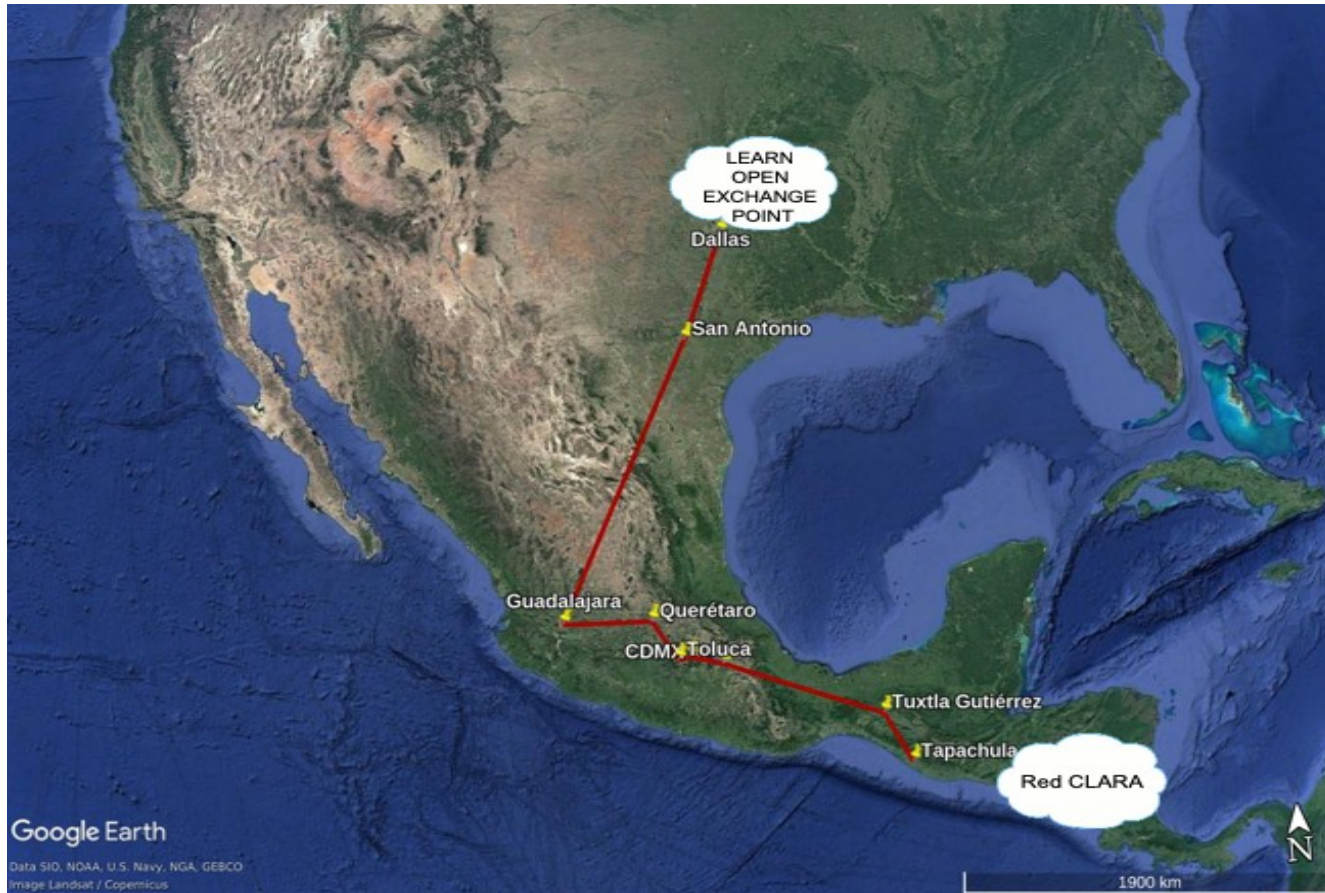 LEARN
OPEN
EXCHANGE
POINT
Dallas
San Antonio
Guadalajara
Querétaro
CDMX
Toluca
Tuxtla Gutiérrez
Tapachula
Red CLARA
Google Earth
N
Data SIO, NOAA, U.S. Navy, NGA, GEBCO
Image Landsat / Copernicus
1900 km